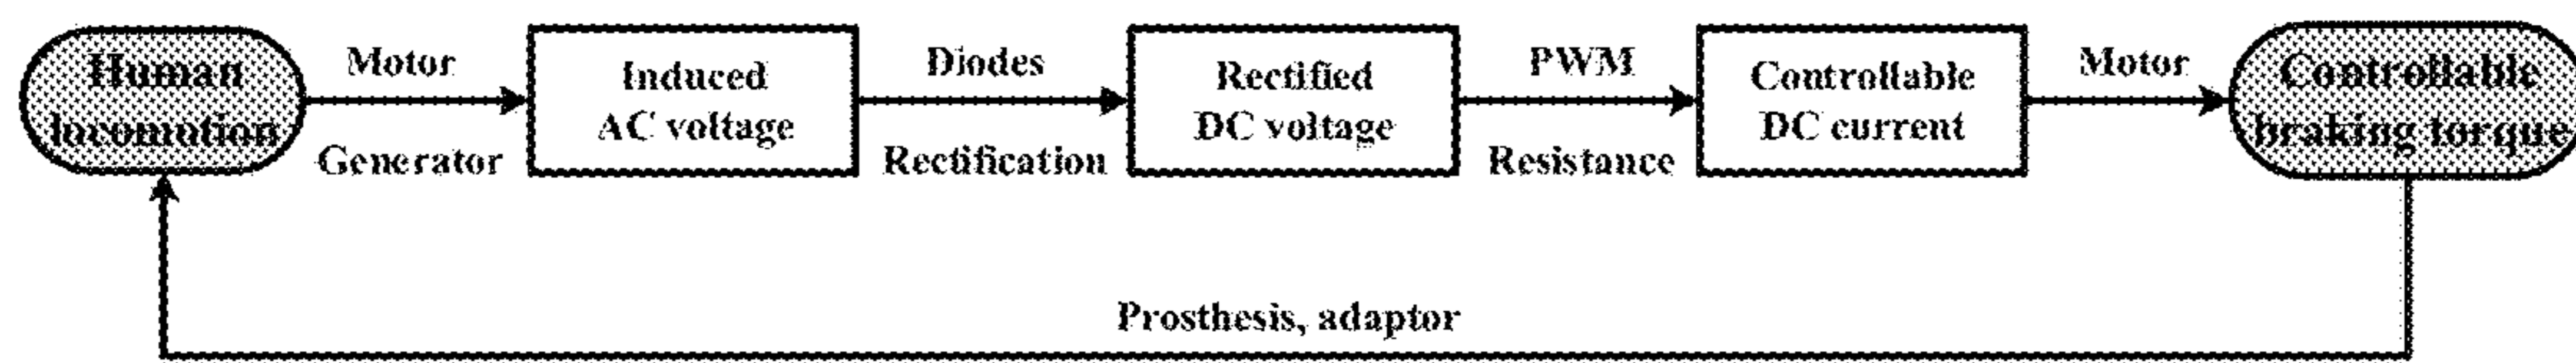 Human
locomotion
Motor
Generator
Induced
AC voltage
Diodes
Rectification
Rectified
DC voltage
PWM
Resistance
Controllable
DC current
Motor
Controllable
braking torque
Prosthesis, adaptor